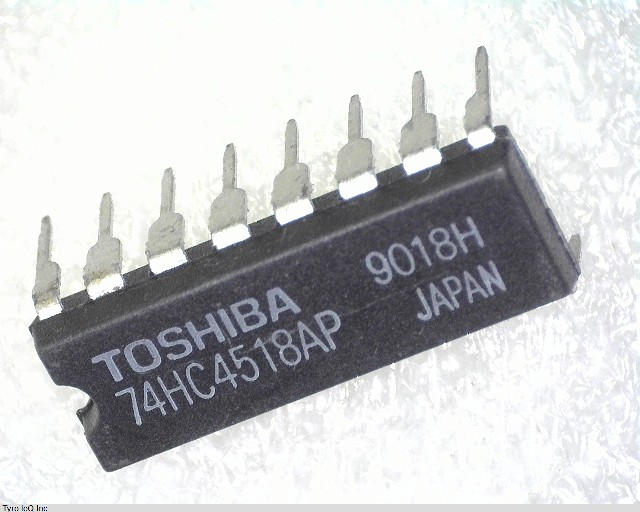 TOSHIBA 9018H
74HC4518AP JAPAN
Tyro IcQ Inc